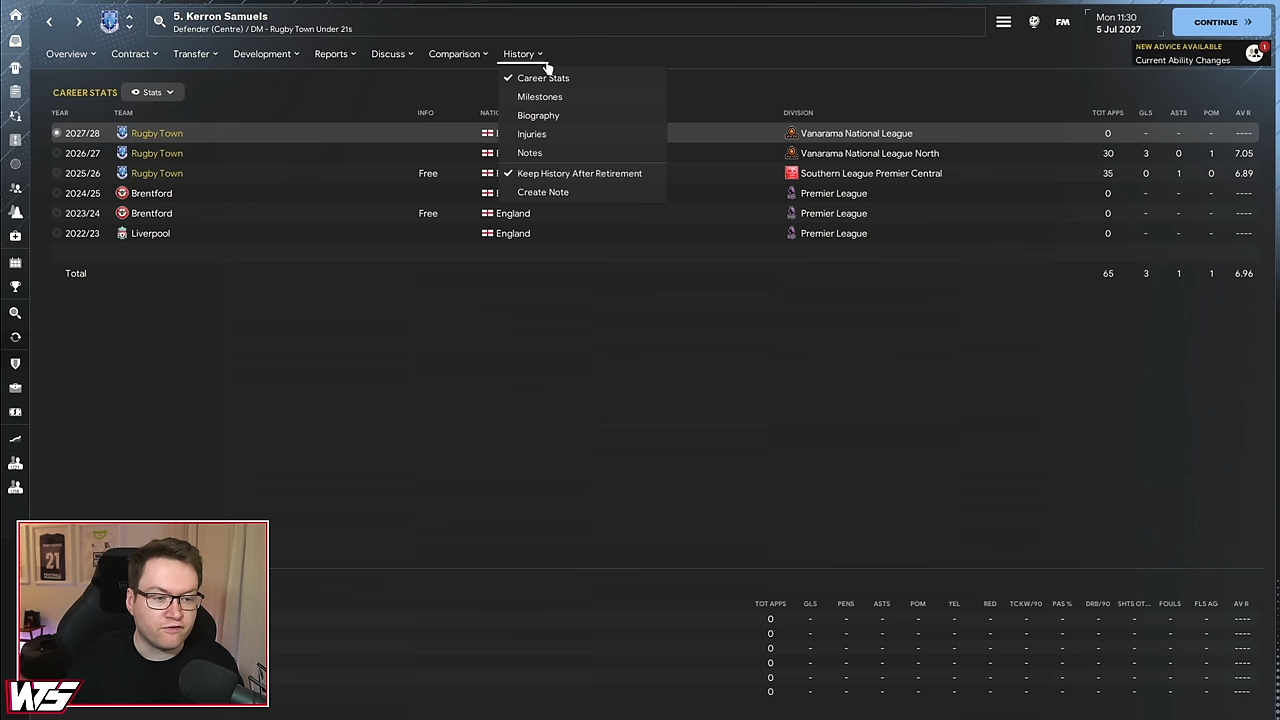 5. Kerron Samuels
Defender (Centre) / DM - Rugby Town Under 21s
FM
Mon 11:30
5 Jul 2027
CONTINUE
Overview
Contract
Transfer
Development
Reports
Discuss
Comparison
History
NEW ADVICE AVAILABLE
1
Current Ability Changes
Career Stats
Milestones
Biography
Injuries
Notes
Keep History After Retirement
Create Note
CAREER STATS
Stats
YEAR TEAM INFO NATIO DIVISION TOT APPS GLS ASTS POM AV R
2027/28 Rugby Town Vanarama National League 0 - - - ----
2026/27 Rugby Town Vanarama National League North 30 3 0 1 7.05
2025/26 Rugby Town Free Southern League Premier Central 35 0 1 0 6.89
2024/25 Brentford Premier League 0 - - - ----
2023/24 Brentford Free England Premier League 0 - - - ----
2022/23 Liverpool England Premier League 0 - - - ----
Total 65 3 1 1 6.96
TOT APPS GLS PENS ASTS POM YEL RED TCKW/90 PAS % DRB/90 SHTS OT... FOULS FLS AG AV R
0 - - - - - - - - - - - - ----
0 - - - - - - - - - - - - ----
0 - - - - - - - - - - - - ----
0 - - - - - - - - - - - - ----
0 - - - - - - - - - - - - ----
0 - - - - - - - - - - - - ----
21
WTS